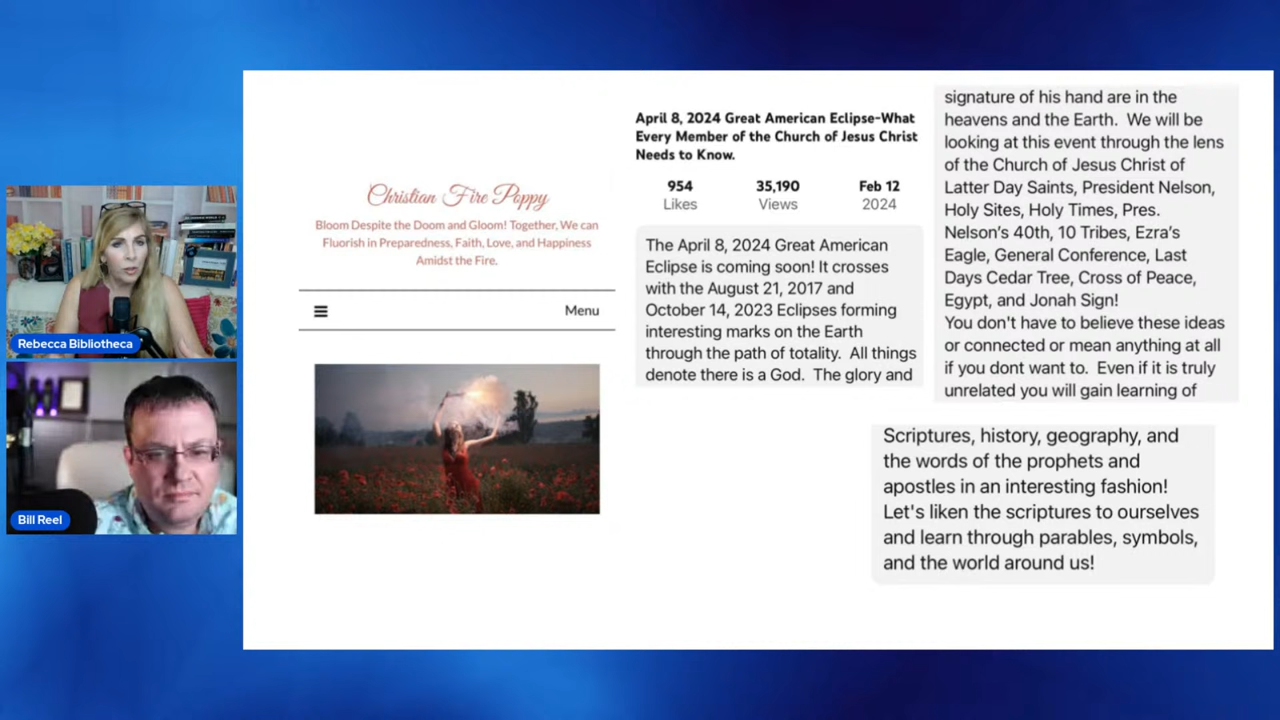 Rebecca Bibliotheca
Bill Reel
Christian Fire Poppy
Bloom Despite the Doom and Gloom! Together, We can
Fluorish in Preparedness, Faith, Love, and Happiness
Amidst the Fire.
Menu
April 8, 2024 Great American Eclipse-What
Every Member of the Church of Jesus Christ
Needs to Know.
954 35,190 Feb 12
Likes Views 2024
The April 8, 2024 Great American
Eclipse is coming soon! It crosses
with the August 21, 2017 and
October 14, 2023 Eclipses forming
interesting marks on the Earth
through the path of totality. All things
denote there is a God. The glory and
signature of his hand are in the
heavens and the Earth. We will be
looking at this event through the lens
of the Church of Jesus Christ of
Latter Day Saints, President Nelson,
Holy Sites, Holy Times, Pres.
Nelson's 40th, 10 Tribes, Ezra's
Eagle, General Conference, Last
Days Cedar Tree, Cross of Peace,
Egypt, and Jonah Sign!
You don't have to believe these ideas
or connected or mean anything at all
if you dont want to. Even if it is truly
unrelated you will gain learning of
Scriptures, history, geography, and
the words of the prophets and
apostles in an interesting fashion!
Let's liken the scriptures to ourselves
and learn through parables, symbols,
and the world around us!